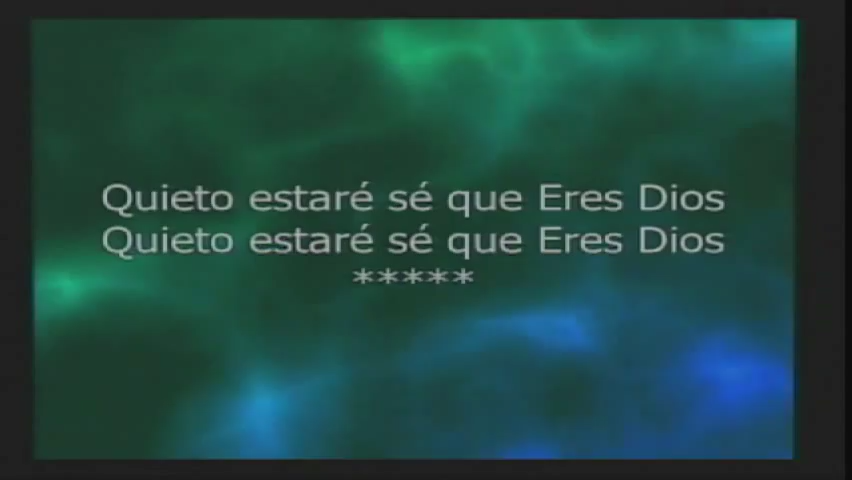 Quieto estaré sé que Eres Dios
Quieto estaré sé que Eres Dios
*****